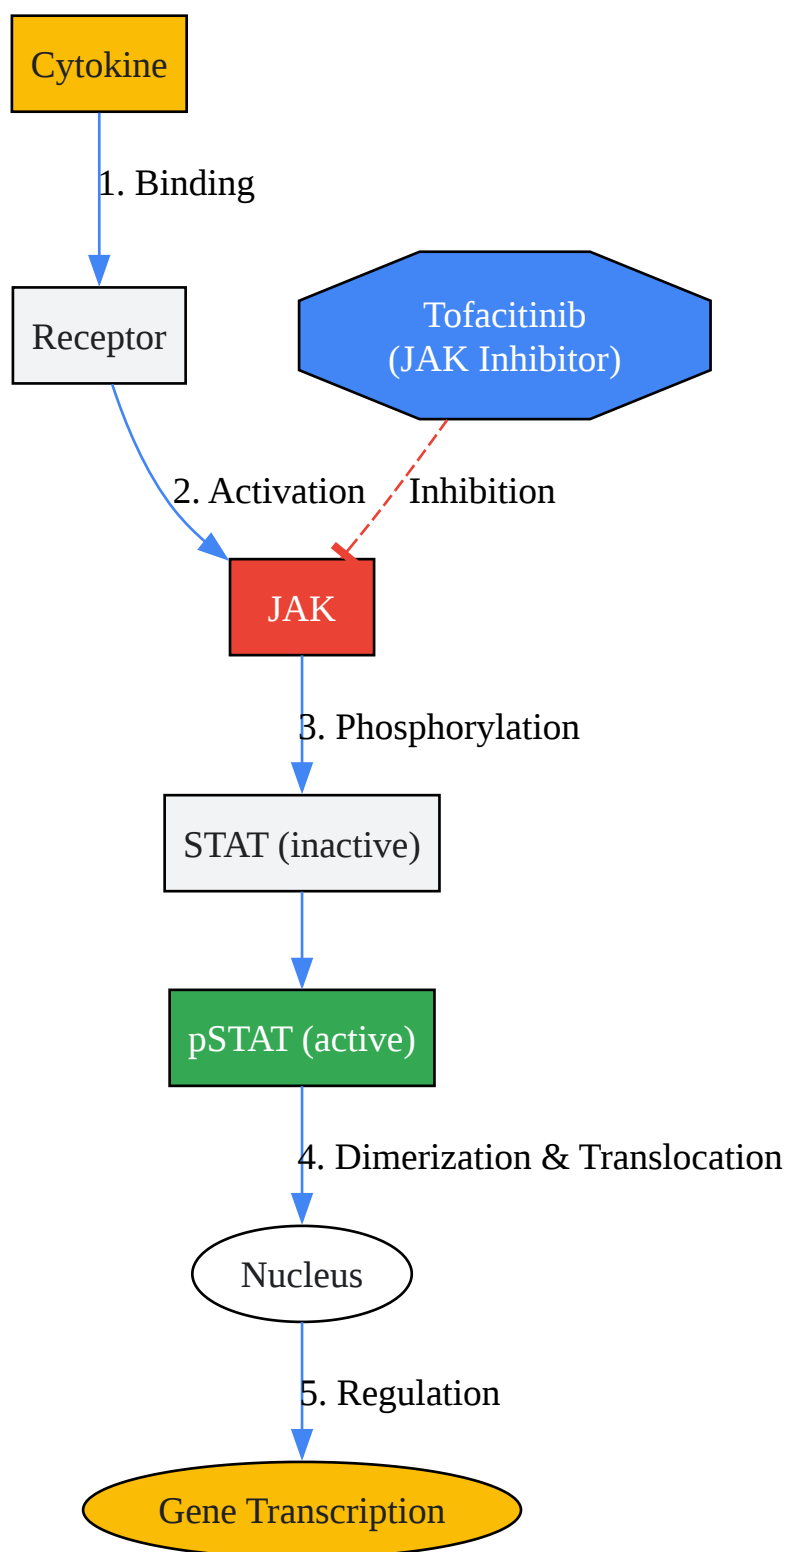 Cytokine
1. Binding
Receptor
Tofacitinib
(JAK Inhibitor)
2. Activation
Inhibition
JAK
3. Phosphorylation
STAT (inactive)
pSTAT (active)
4. Dimerization & Translocation
Nucleus
5. Regulation
Gene Transcription